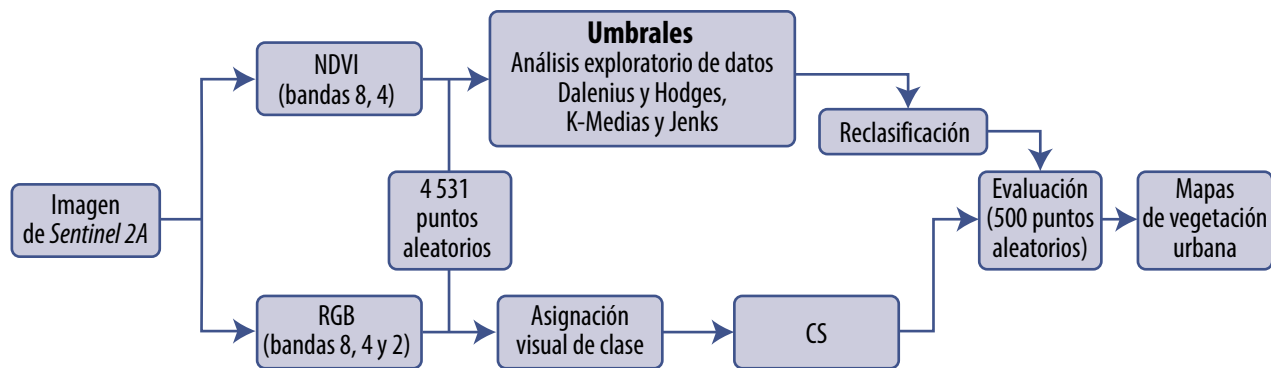 Imagen
de Sentinel 2A
NDVI
(bandas 8, 4)
RGB
(bandas 8, 4 y 2)
4 531
puntos
aleatorios
Umbrales
Análisis exploratorio de datos
Dalenius y Hodges,
K-Medias y Jenks
Reclasificación
Asignación
visual de clase
CS
Evaluación
(500 puntos
aleatorios)
Mapas
de vegetación
urbana